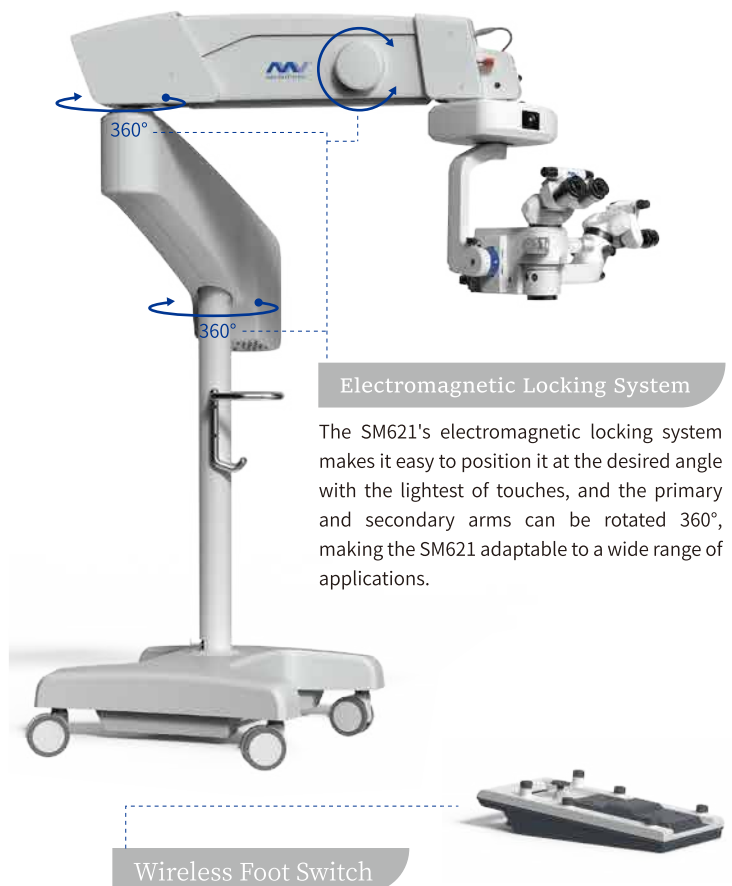 360°
360°
Electromagnetic Locking System
The SM621's electromagnetic locking system
makes it easy to position it at the desired angle
with the lightest of touches, and the primary
and secondary arms can be rotated 360°,
making the SM621 adaptable to a wide range of
applications.
Wireless Foot Switch